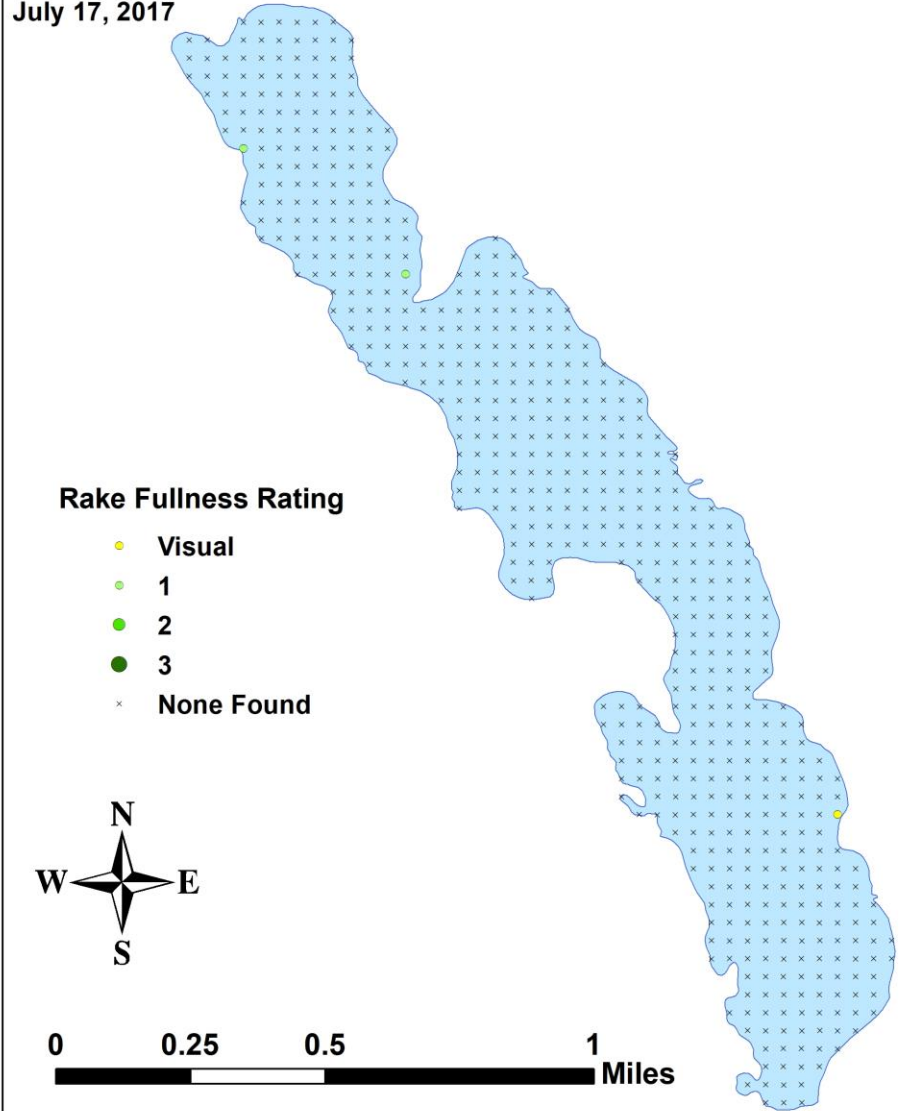 July 17, 2017
Rake Fullness Rating
Visual
1
2
3
None Found
N
W E
S
0 0.25 0.5 1
Miles